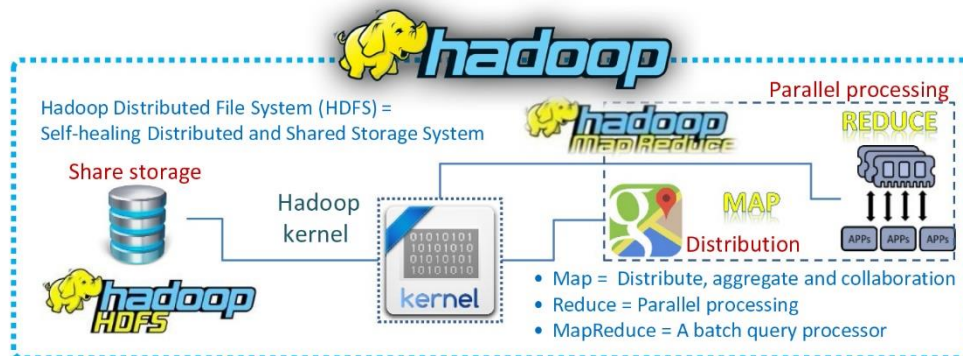 hadoop
Hadoop Distributed File System (HDFS) =
Self-healing Distributed and Shared Storage System
Share storage
hadoop
HDFS
Hadoop
kernel
01010101
10101010
01010101
10101010
kernel
Parallel processing
hadoop
Map Reduce
REDUCE
MAP
g
Distribution
APPs APPs APPs
• Map = Distribute, aggregate and collaboration
• Reduce = Parallel processing
• MapReduce = A batch query processor